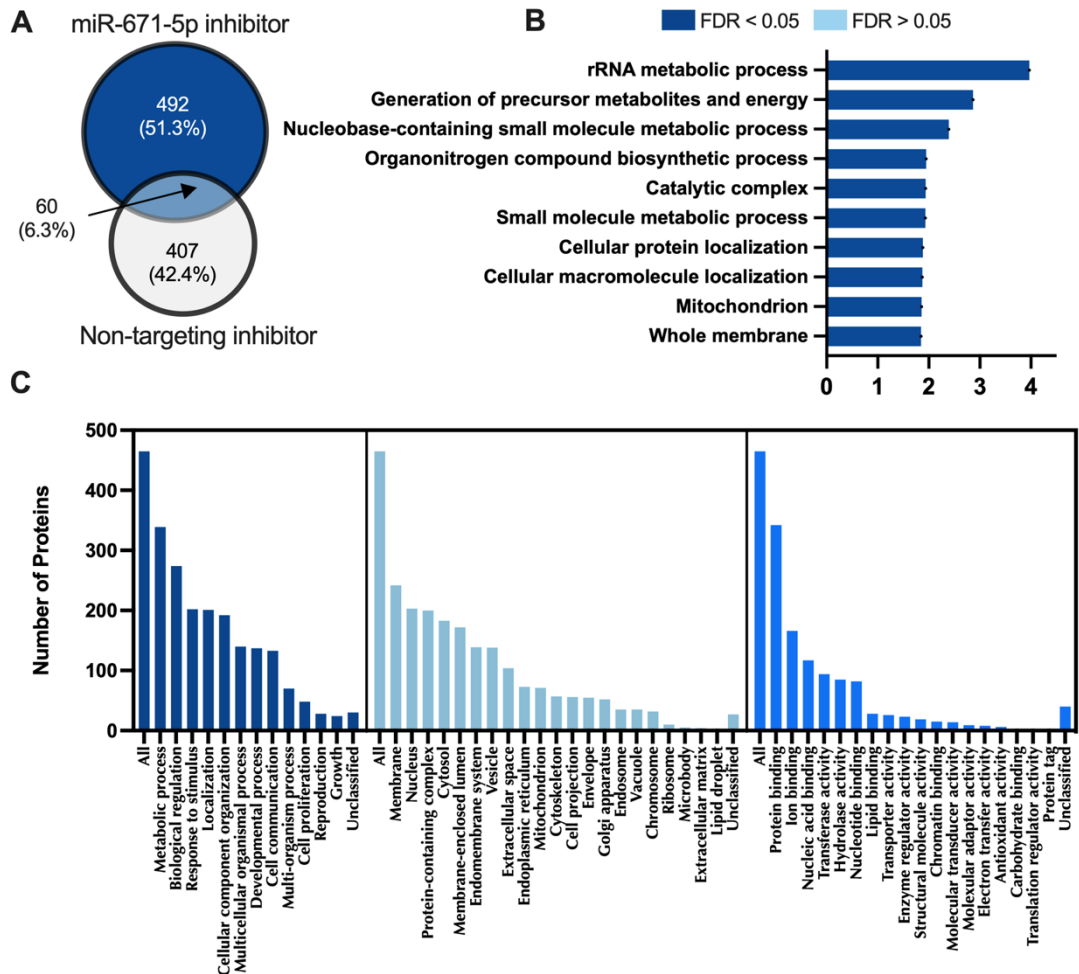 A
miR-671-5p inhibitor
492
(51.3%)
60
(6.3%)
407
(42.4%)
Non-targeting inhibitor
B
FDR < 0.05
FDR > 0.05
rRNA metabolic process
Generation of precursor metabolites and energy
Nucleobase-containing small molecule metabolic process
Organonitrogen compound biosynthetic process
Catalytic complex
Small molecule metabolic process
Cellular protein localization
Cellular macromolecule localization
Mitochondrion
Whole membrane
0 1 2 3 4
C
Number of Proteins
500
400
300
200
100
0
All
Metabolic process
Biological regulation
Response to stimulus
Localization
Cellular component organization
Multicellular organismal process
Developmental process
Cell communication
Multi-organism process
Cell proliferation
Reproduction
Growth
Unclassified
All
Membrane
Nucleus
Protein-containing complex
Cytosol
Membrane-enclosed lumen
Endomembrane system
Vesicle
Extracellular space
Endoplasmic reticulum
Mitochondrion
Cytoskeleton
Cell projection
Envelope
Golgi apparatus
Endosome
Vacuole
Chromosome
Ribosome
Microbody
Extracellular matrix
Lipid droplet
Unclassified
All
Protein binding
Ion binding
Nucleic acid binding
Transferase activity
Hydrolase activity
Nucleotide binding
Lipid binding
Transporter activity
Enzyme regulator activity
Structural molecule activity
Chromatin binding
Molecular transducer activity
Molexular adaptor activity
Electron transfer activity
Antioxidant activity
Carbohydrate binding
Translation regulator activity
Protein tag
Unclassified